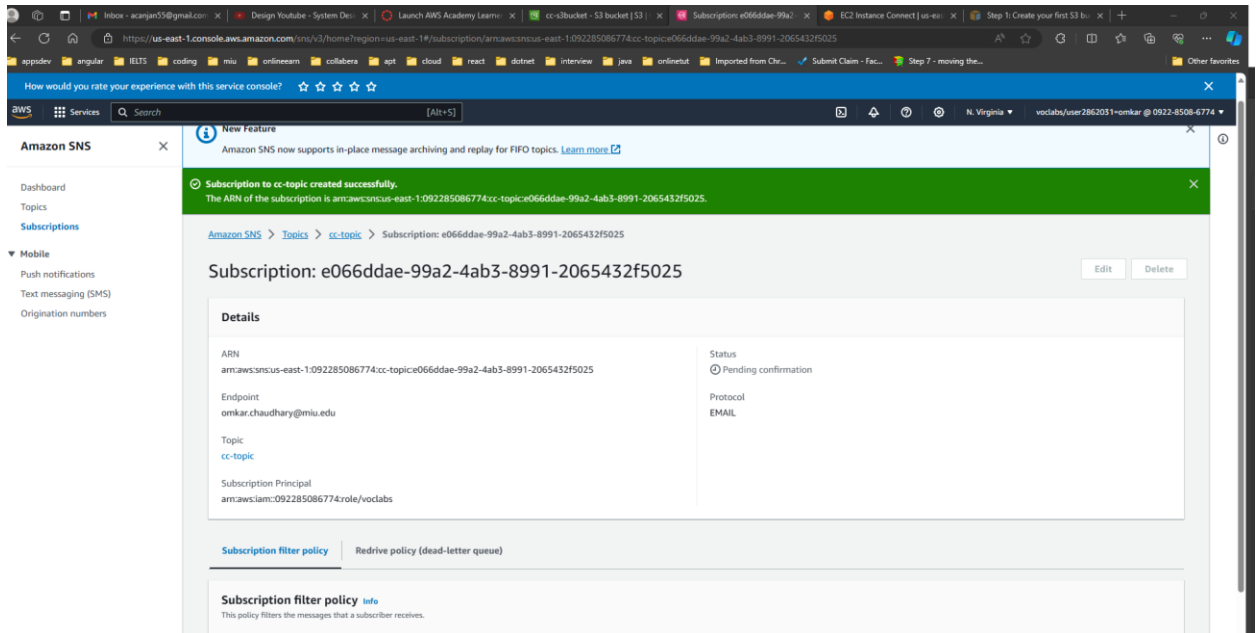 Inbox - acanjan55@gmail.com
Design Youtube - System Desi
Launch AWS Academy Learner
cc-s3bucket - S3 bucket | S3 |
Subscription: e066ddae-99a2-
EC2 Instance Connect | us-eas
Step 1: Create your first S3 bu
https://us-east-1.console.aws.amazon.com/sns/v3/home?region=us-east-1#/subscription/arn:aws:sns:us-east-1:092285086774:cc-topic:e066ddae-99a2-4ab3-8991-2065432f5025
appsdev angular IELTS coding miu onlineearn collabera apt cloud react dotnet interview java onlinetut Imported from Chr... Submit Claim - Fac... Step 7 - moving the... Other favorites
How would you rate your experience with this service console?
aws Services Search [Alt+S] N. Virginia voclabs/user2862031=omkar @ 0922-8508-6774
Amazon SNS
Dashboard
Topics
Subscriptions
Mobile
Push notifications
Text messaging (SMS)
Origination numbers
New Feature
Amazon SNS now supports in-place message archiving and replay for FIFO topics. Learn more
Subscription to cc-topic created successfully.
The ARN of the subscription is arn:aws:sns:us-east-1:092285086774:cc-topic:e066ddae-99a2-4ab3-8991-2065432f5025.
Amazon SNS > Topics > cc-topic > Subscription: e066ddae-99a2-4ab3-8991-2065432f5025
Subscription: e066ddae-99a2-4ab3-8991-2065432f5025
Edit Delete
Details
ARN
arn:aws:sns:us-east-1:092285086774:cc-topic:e066ddae-99a2-4ab3-8991-2065432f5025
Endpoint
omkar.chaudhary@miu.edu
Topic
cc-topic
Subscription Principal
arn:aws:iam::092285086774:role/voclabs
Status
Pending confirmation
Protocol
EMAIL
Subscription filter policy
Redrive policy (dead-letter queue)
Subscription filter policy Info
This policy filters the messages that a subscriber receives.